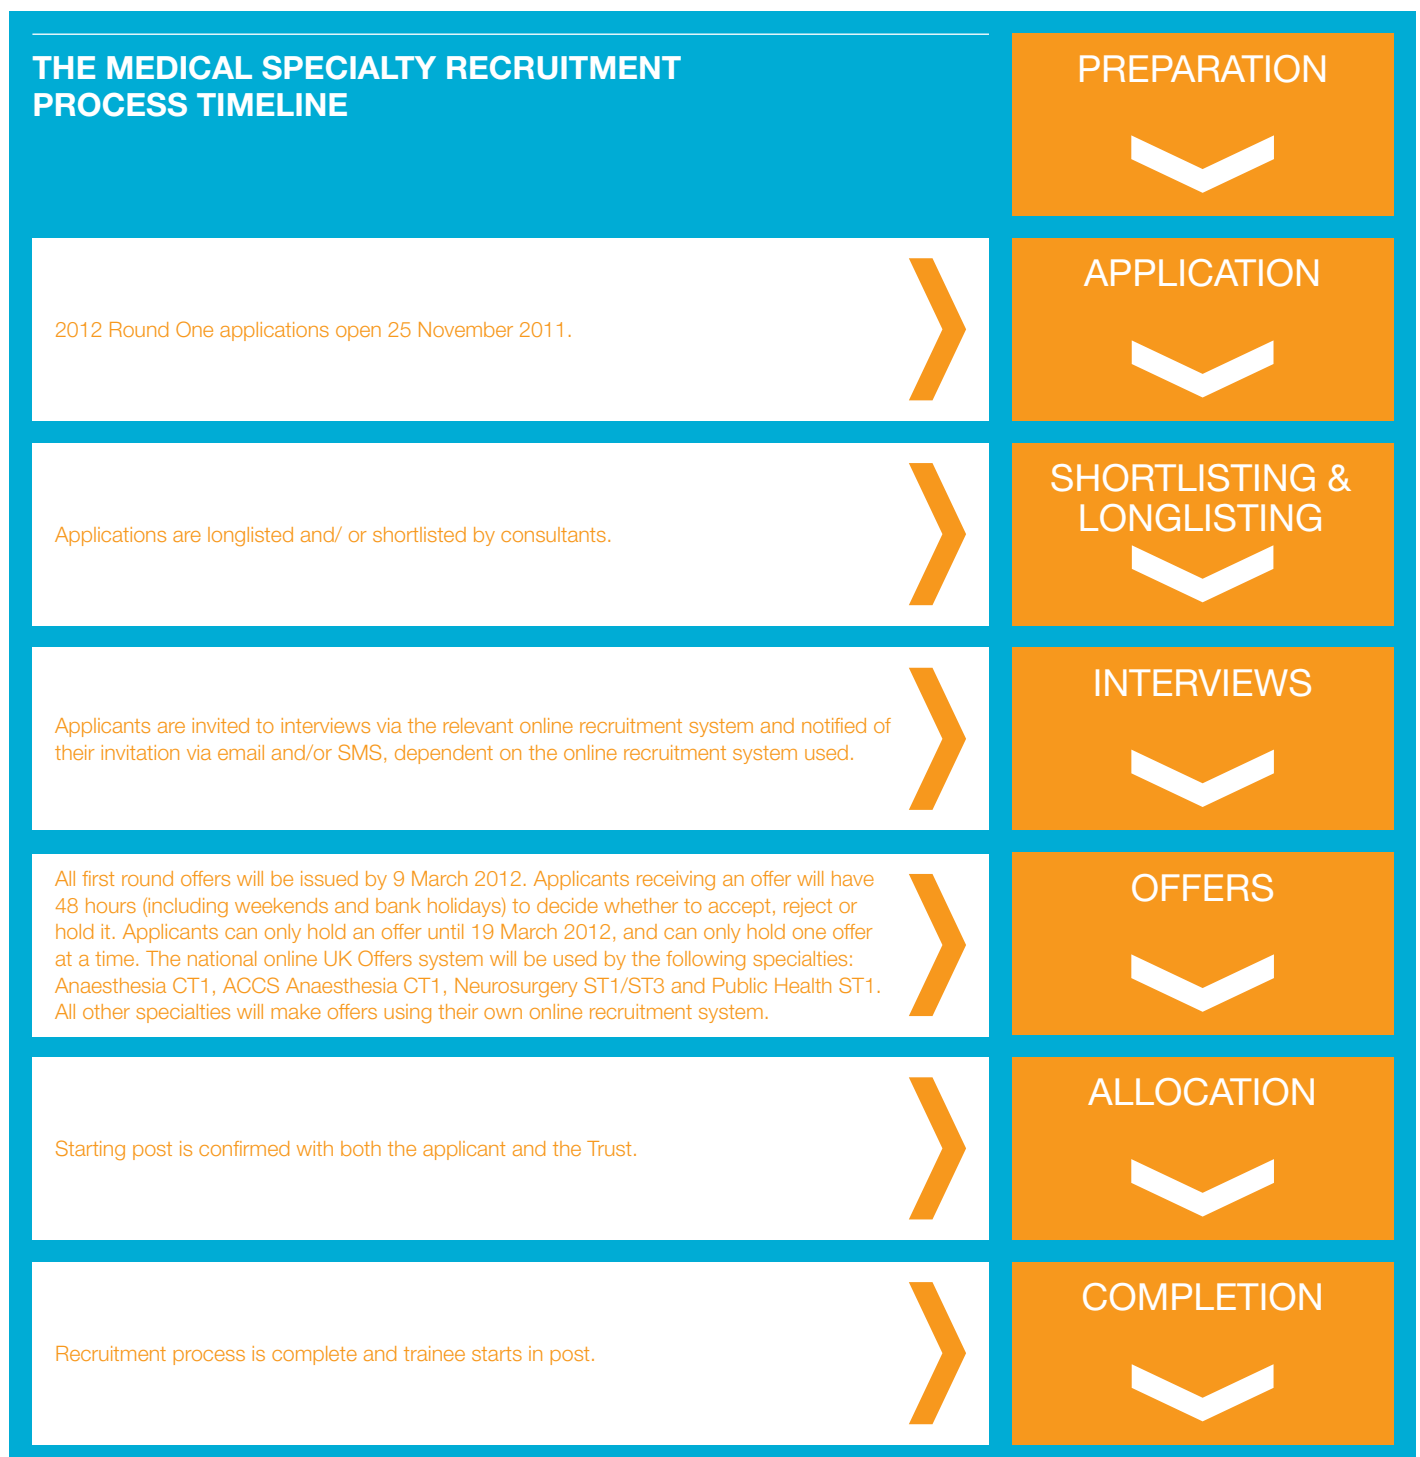 THE MEDICAL SPECIALTY RECRUITMENT
PROCESS TIMELINE
PREPARATION
2012 Round One applications open 25 November 2011.
APPLICATION
Applications are longlisted and/ or shortlisted by consultants.
SHORTLISTING &
LONGLISTING
Applicants are invited to interviews via the relevant online recruitment system and notified of
their invitation via email and/or SMS, dependent on the online recruitment system used.
INTERVIEWS
All first round offers will be issued by 9 March 2012. Applicants receiving an offer will have
48 hours (including weekends and bank holidays) to decide whether to accept, reject or
hold it. Applicants can only hold an offer until 19 March 2012, and can only hold one offer
at a time. The national online UK Offers system will be used by the following specialties:
Anaesthesia CT1, ACCS Anaesthesia CT1, Neurosurgery ST1/ST3 and Public Health ST1.
All other specialties will make offers using their own online recruitment system.
OFFERS
Starting post is confirmed with both the applicant and the Trust.
ALLOCATION
Recruitment process is complete and trainee starts in post.
COMPLETION